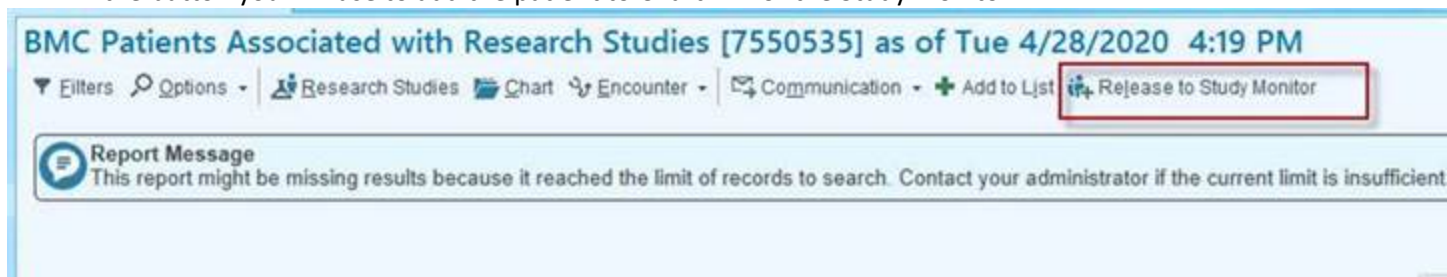 BMC Patients Associated with Research Studies [7550535] as of Tue 4/28/2020 4:19 PM
Filters Options Research Studies Chart Encounter Communication Add to List Release to Study Monitor
Report Message
This report might be missing results because it reached the limit of records to search. Contact your administrator if the current limit is insufficient